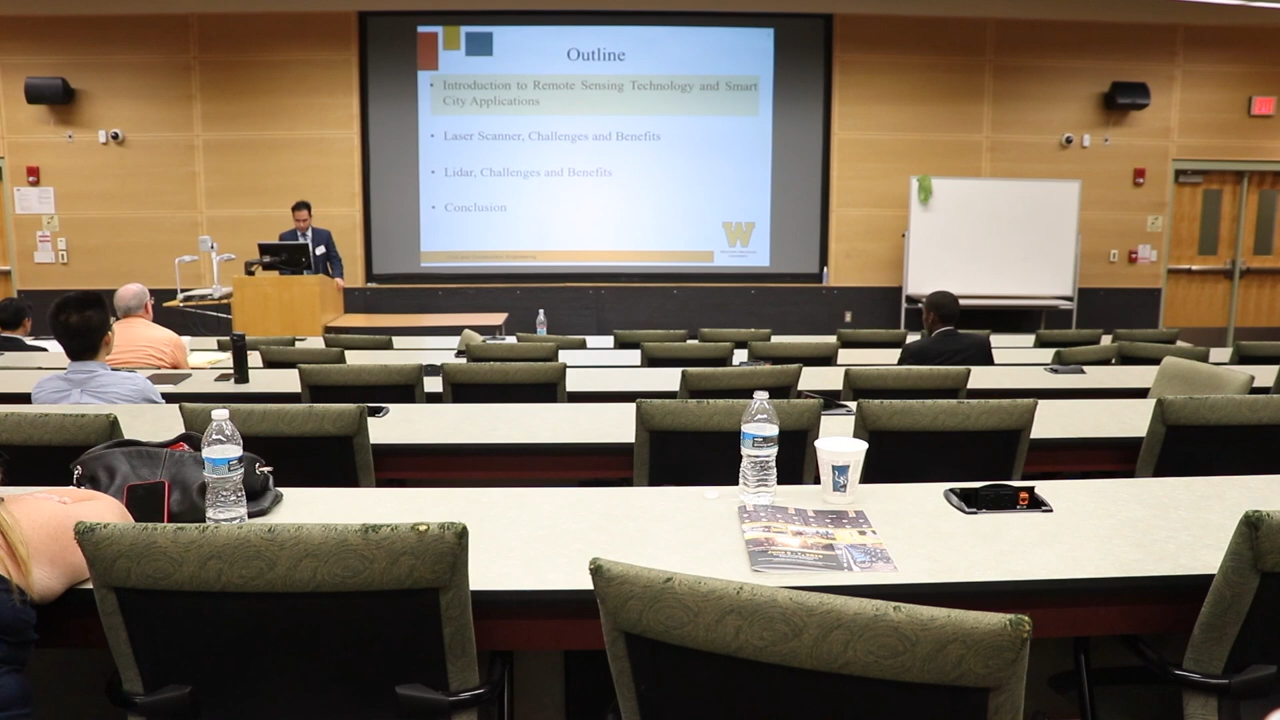 Outline
• Introduction to Remote Sensing Technology and Smart
City Applications
• Laser Scanner, Challenges and Benefits
• Lidar, Challenges and Benefits
• Conclusion
W
EXIT